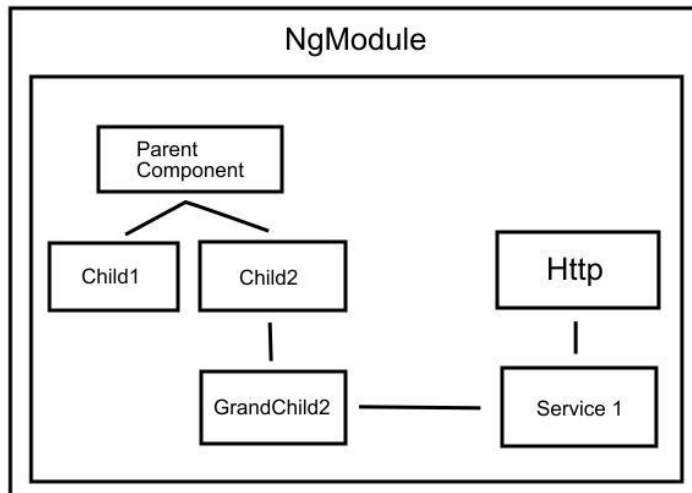 NgModule
Parent
Component
Child1
Child2
Http
GrandChild2
Service 1